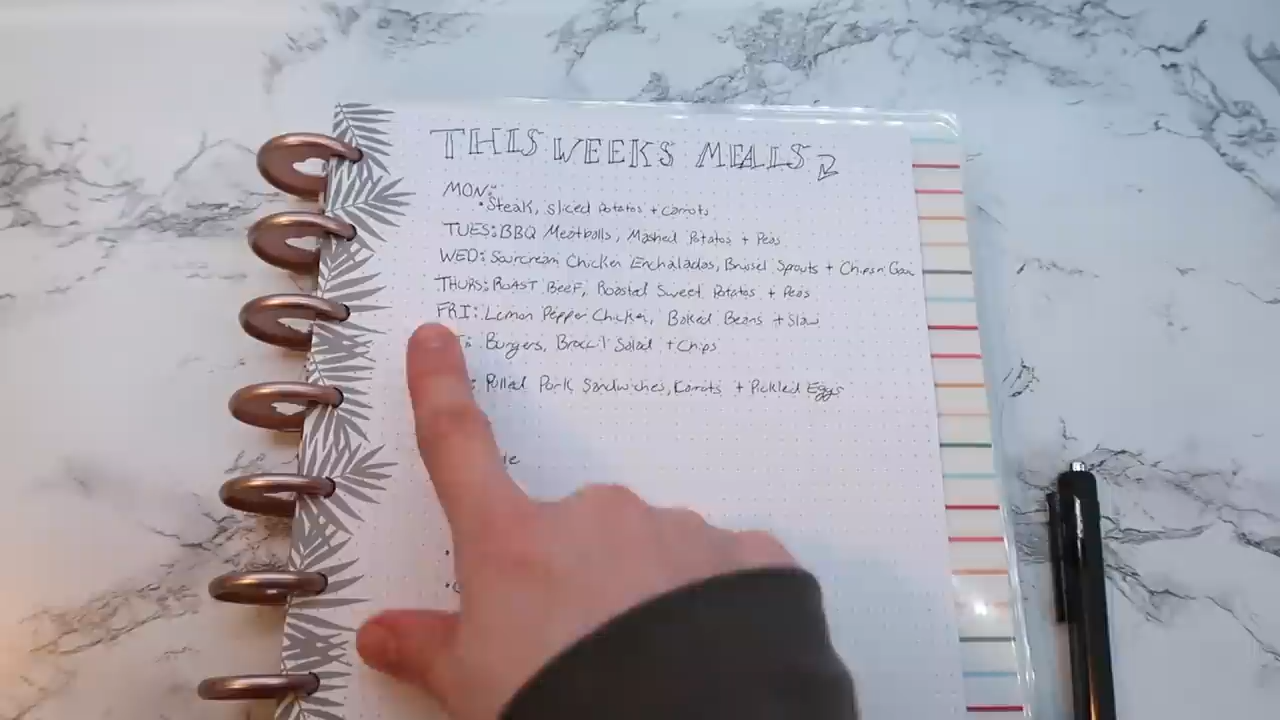 THIS WEEKS MEALS
MON:
•Steak, Sliced Potatos + Carrots
TUES: BBQ Meatballs, Mashed Potatos + Peas
WED: Sourcream Chicken Enchaladas, Brussel Sprouts + Chips n Guac
THURS: ROAST BEEF, Roasted Sweet Potatos + Peas
FRI: Lemon Pepper Chicken, Baked Beans + Slaw
Burgers, Broccli Salad + Chips
: Pulled Pork Sandwiches, Carrots + Pickled Eggs